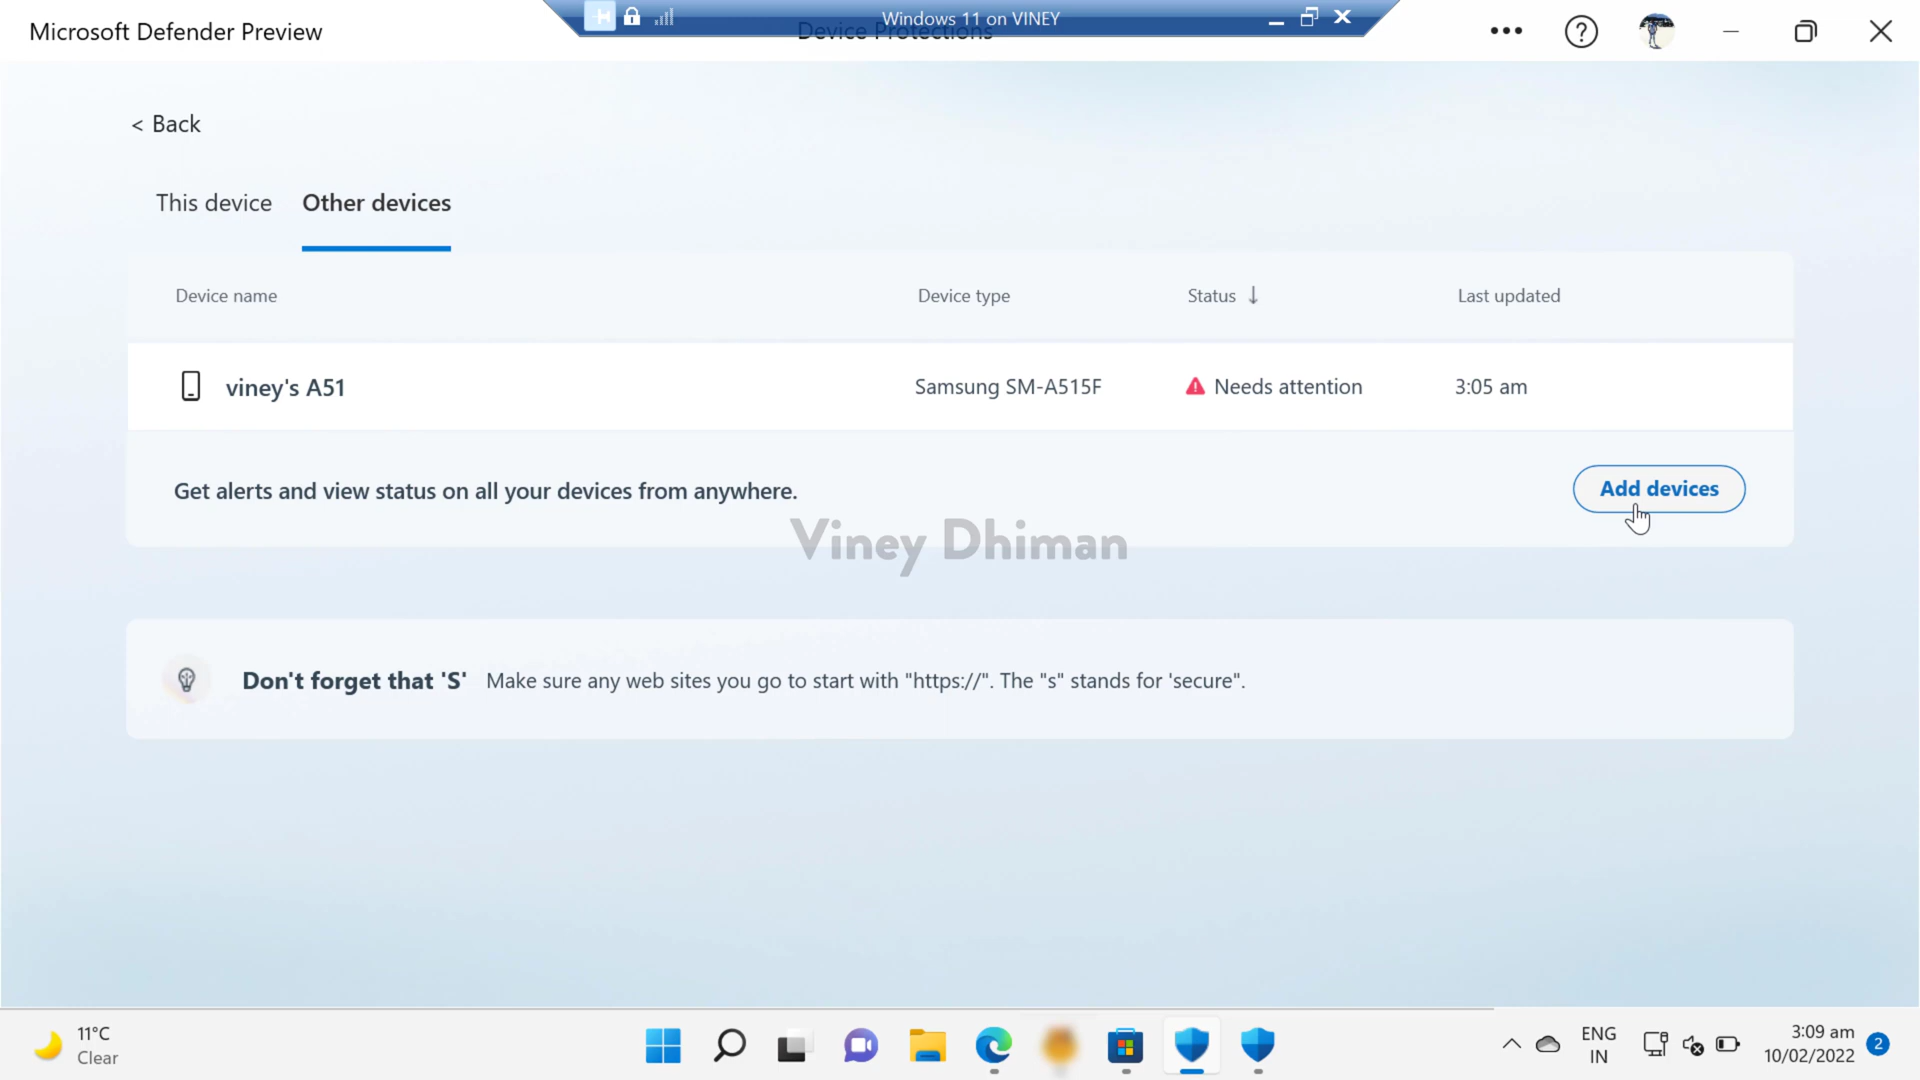 Windows 11 on VINEY
Microsoft Defender Preview
Device Protections
< Back
This device Other devices
Device name Device type Status ↓ Last updated
viney's A51 Samsung SM-A515F Needs attention 3:05 am
Get alerts and view status on all your devices from anywhere. Add devices
Viney Dhiman
Don't forget that 'S' Make sure any web sites you go to start with "https://". The "s" stands for 'secure".
11°C
Clear
ENG
IN
3:09 am
10/02/2022
2